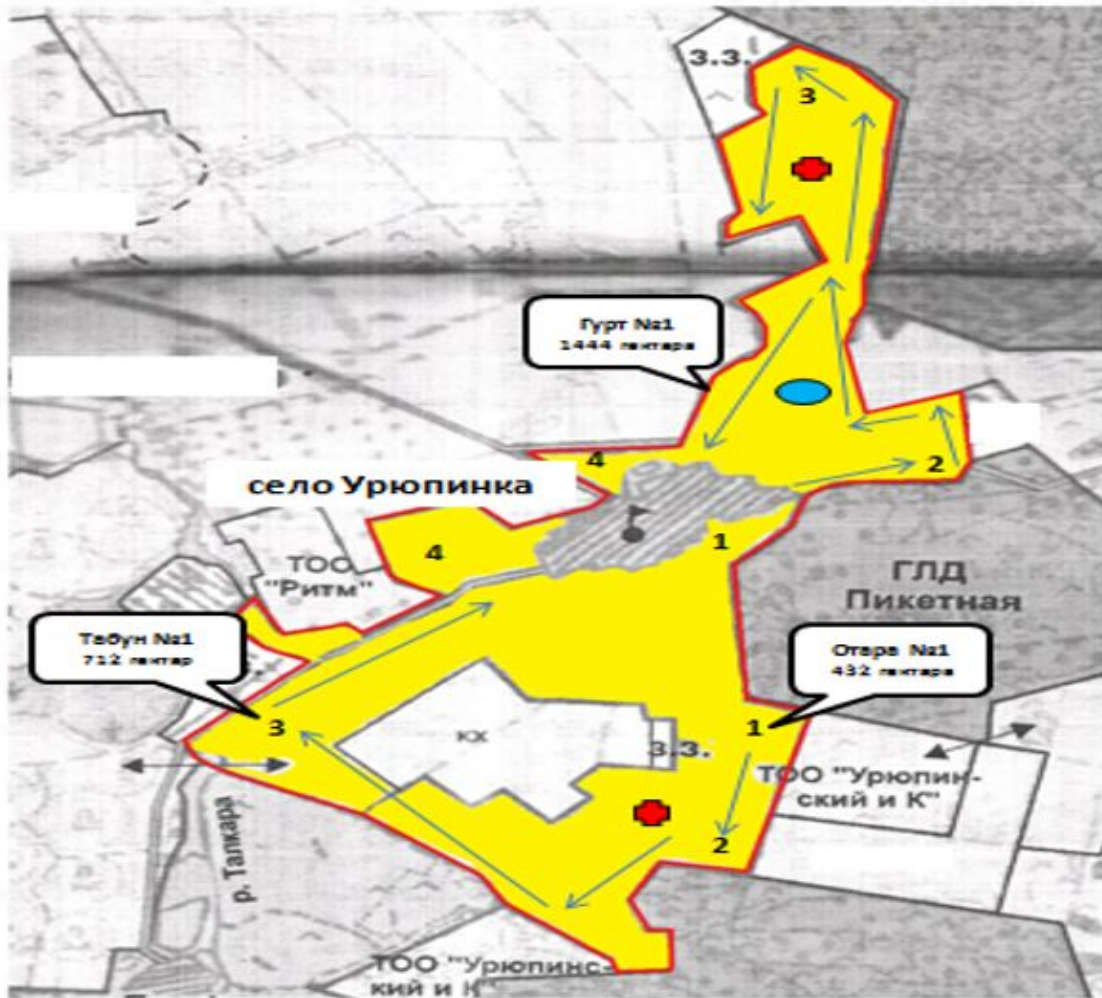 З.З.
3
Гурт №1
1444 гектара
4
2
село Урюпинка
1
4
ТОО
"Ритм"
ГЛД
Пикетная
Табун №1
712 гектар
Отара №1
432 гектара
3
1
КХ
З.З.
ТОО "Урюпин-
ский и К"
2
р. Талкара
ТОО "Урюпинс-
кий и К"